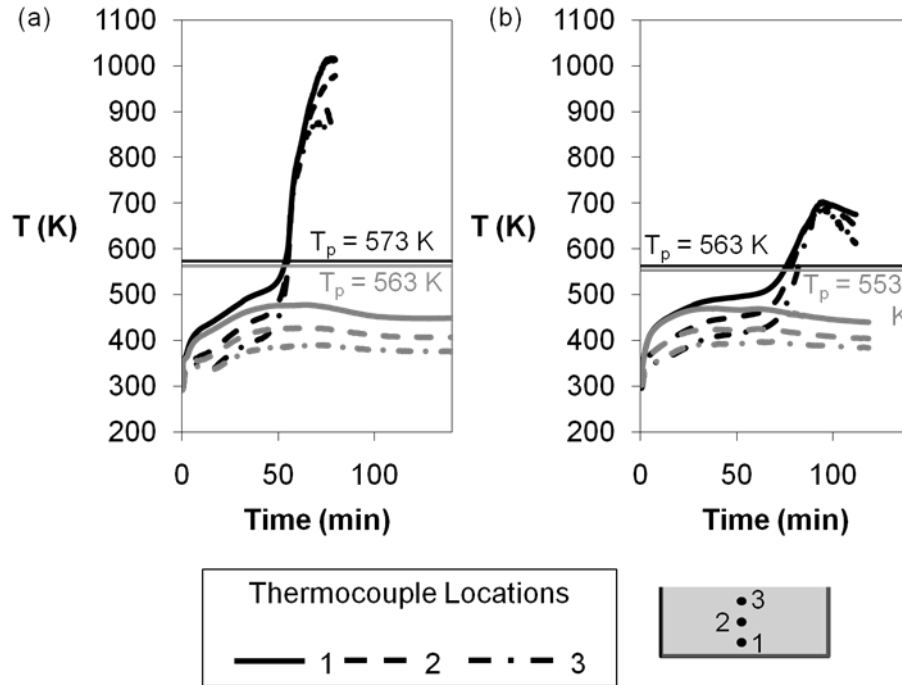 (a)
1100
1000
900
800
700
600
500
400
300
200
T (K)
T_p = 573 K
T_p = 563 K
0
50
100
Time (min)
(b)
1100
1000
900
800
700
600
500
400
300
200
T (K)
T_p = 563 K
T_p = 553
K
0
50
100
Time (min)
Thermocouple Locations
1 2 3
3
2
1